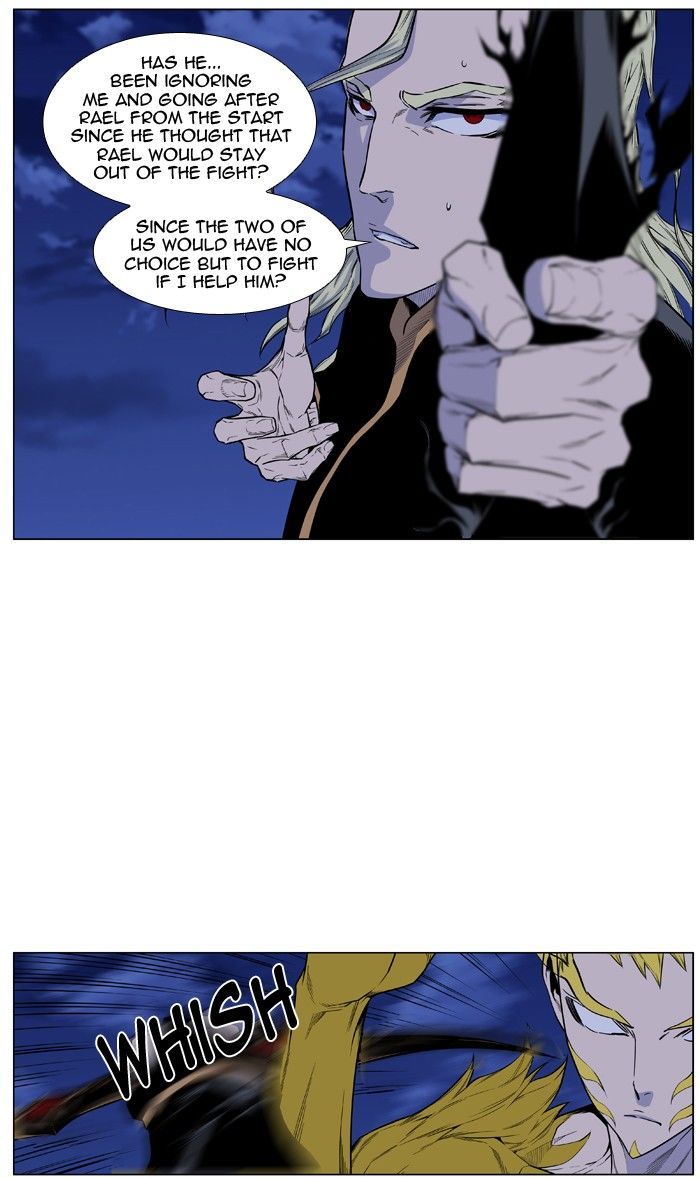 HAS HE...
BEEN IGNORING
ME AND GOING AFTER
RAEL FROM THE START
SINCE HE THOUGHT THAT
RAEL WOULD STAY
OUT OF THE FIGHT?
SINCE THE TWO OF
US WOULD HAVE NO
CHOICE BUT TO FIGHT
IF I HELP HIM?
WHISH